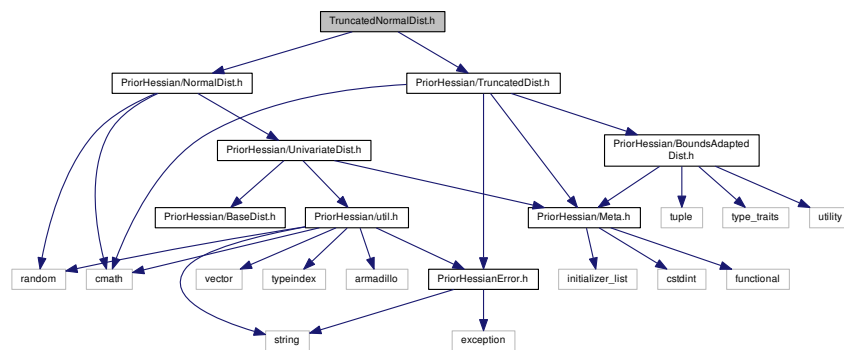 TruncatedNormalDist.h
PriorHessian/NormalDist.h
PriorHessian/TruncatedDist.h
PriorHessian/UnivariateDist.h
PriorHessian/BoundsAdapted
Dist.h
PriorHessian/BaseDist.h
PriorHessian/util.h
PriorHessian/Meta.h
tuple
type_traits
utility
random
cmath
vector
typeindex
armadillo
PriorHessianError.h
initializer_list
cstdint
functional
string
exception